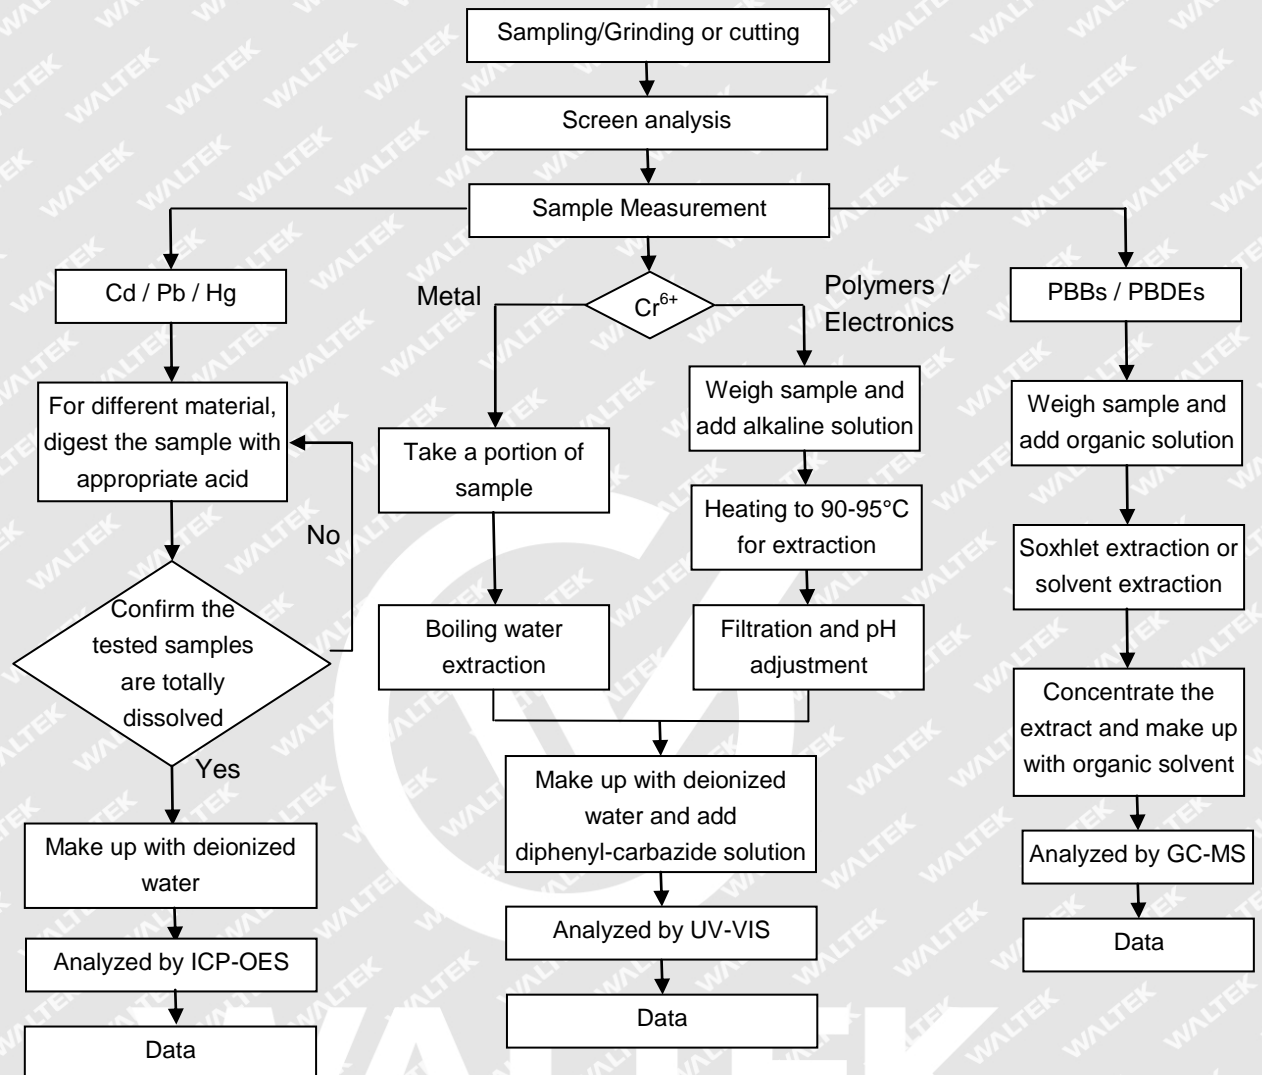 Sampling/Grinding or cutting
Screen analysis
Sample Measurement
Cd / Pb / Hg
For different material,
digest the sample with
appropriate acid
No
Confirm the
tested samples
are totally
dissolved
Yes
Make up with deionized
water
Analyzed by ICP-OES
Data
Cr⁶⁺
Metal
Take a portion of
sample
Boiling water
extraction
Polymers /
Electronics
Weigh sample and
add alkaline solution
Heating to 90-95°C
for extraction
Filtration and pH
adjustment
Make up with deionized
water and add
diphenyl-carbazide solution
Analyzed by UV-VIS
Data
PBBs / PBDEs
Weigh sample and
add organic solution
Soxhlet extraction or
solvent extraction
Concentrate the
extract and make up
with organic solvent
Analyzed by GC-MS
Data
WALTEK